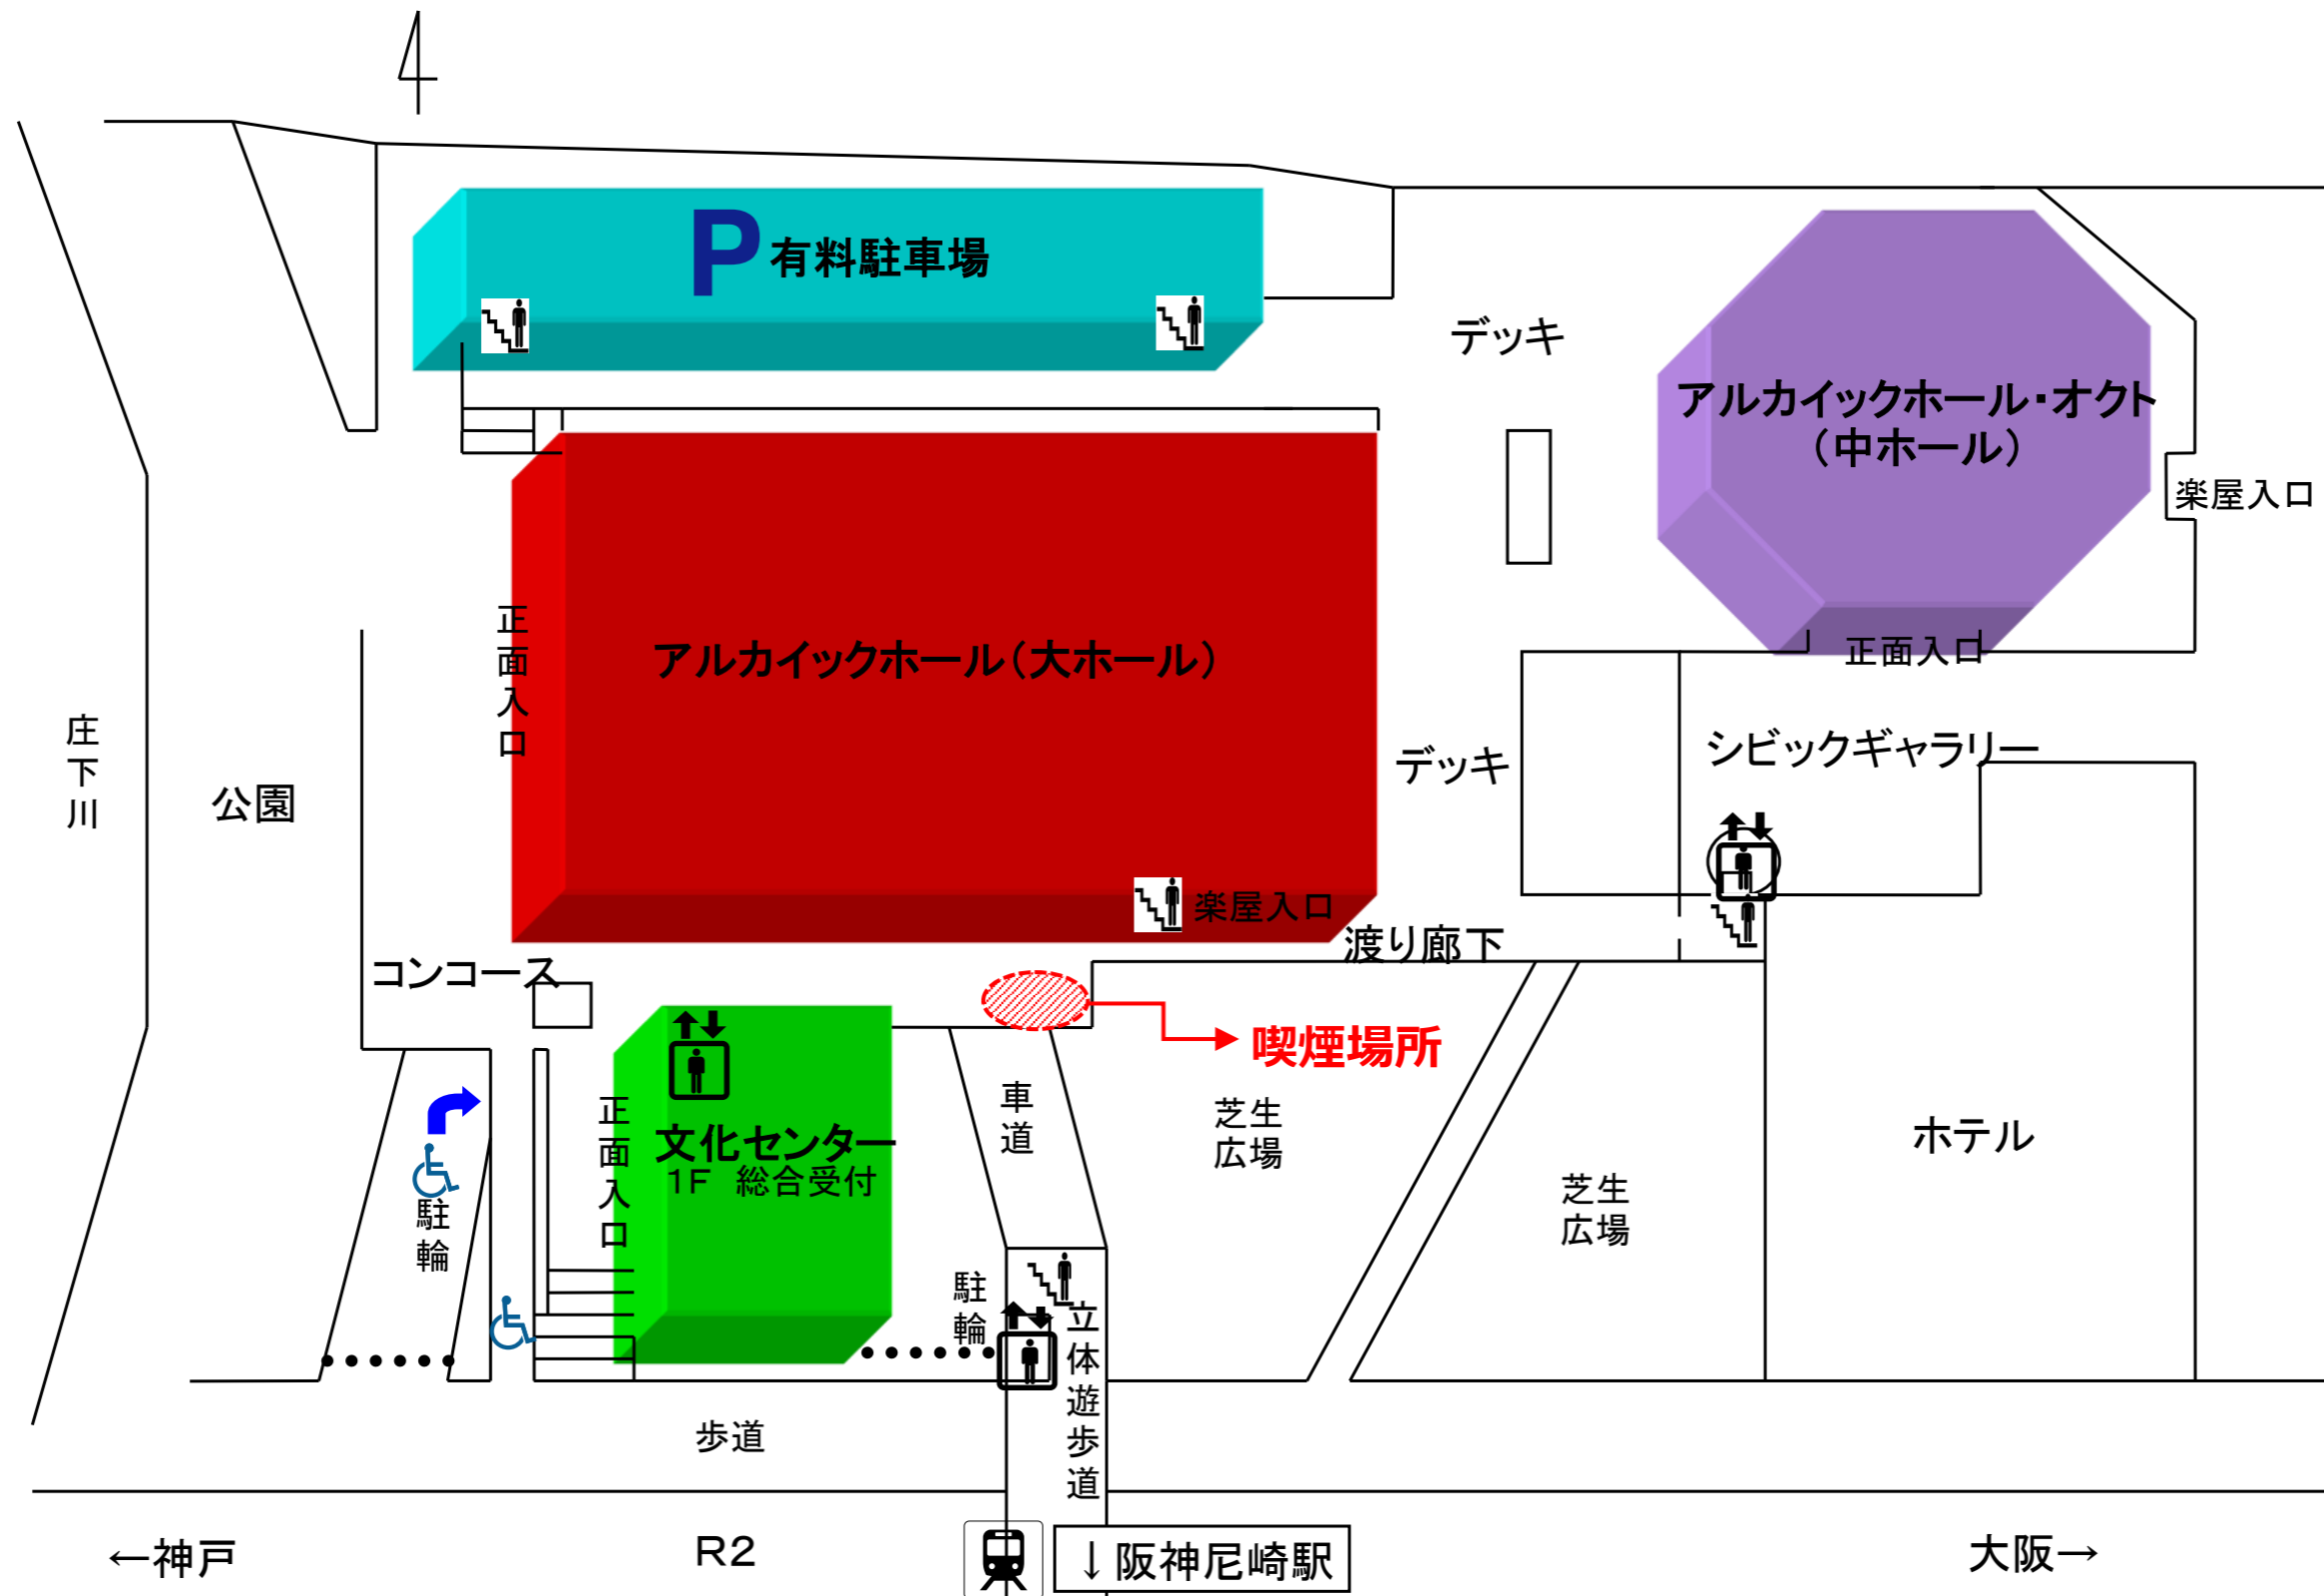 P 有料駐車場
デッキ
アルカイックホール・オクト
（中ホール）
楽屋入口
正面入口
正面入口
アルカイックホール（大ホール）
庄下川
公園
デッキ
シビックギャラリー
楽屋入口
渡り廊下
コンコース
喫煙場所
正面入口
文化センター
1F　総合受付
車道
芝生
広場
芝生
広場
ホテル
駐輪
駐輪
立体遊歩道
歩道
←神戸
R2
↓阪神尼崎駅
大阪→